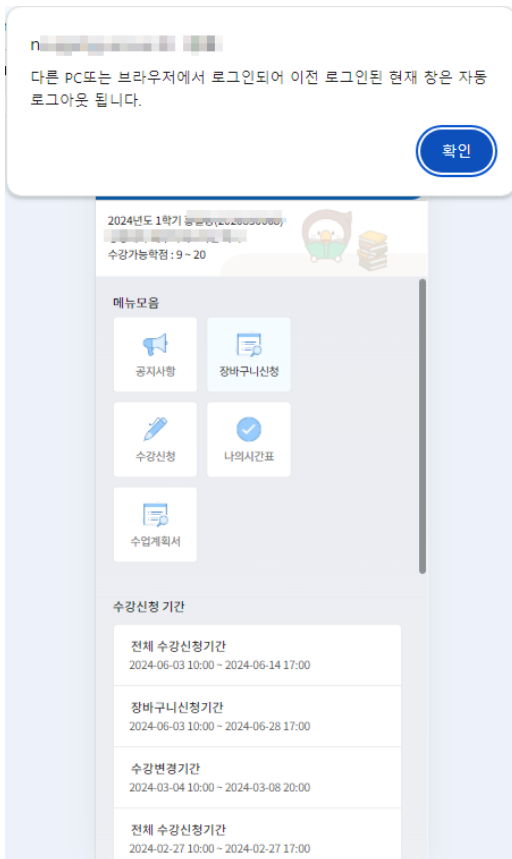 다른 PC또는 브라우저에서 로그인되어 이전 로그인된 현재 창은 자동
로그아웃 됩니다.
확인
2024년도 1학기
수강가능학점 : 9 ~ 20
메뉴모음
공지사항
장바구니신청
수강신청
나의시간표
수업계획서
수강신청 기간
전체 수강신청기간
2024-06-03 10:00 ~ 2024-06-14 17:00
장바구니신청기간
2024-06-03 10:00 ~ 2024-06-28 17:00
수강변경기간
2024-03-04 10:00 ~ 2024-03-08 20:00
전체 수강신청기간
2024-02-27 10:00 ~ 2024-02-27 17:00